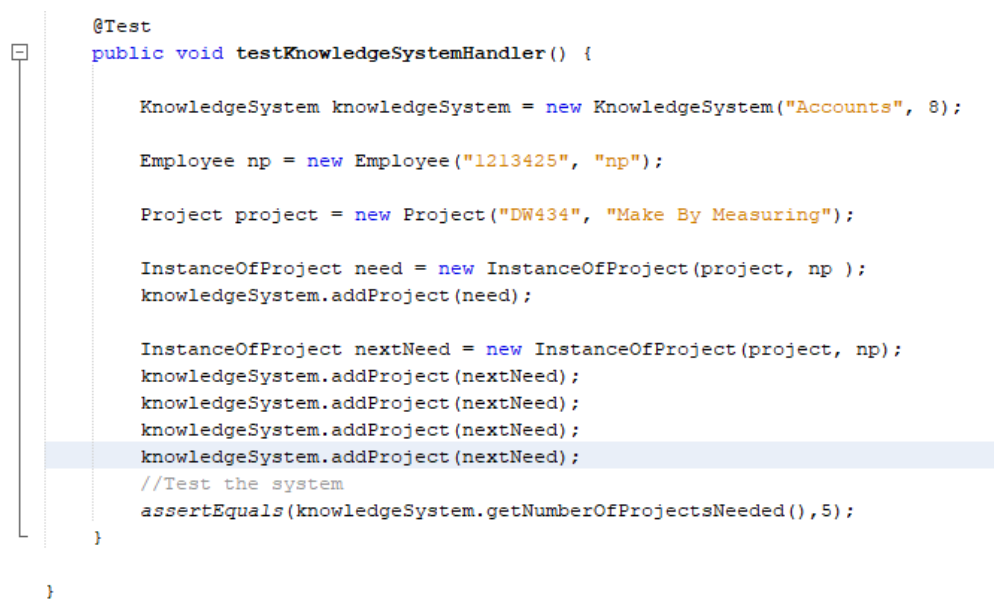 @Test
public void testKnowledgeSystemHandler() {
KnowledgeSystem knowledgeSystem = new KnowledgeSystem("Accounts", 8);
Employee np = new Employee("1213425", "np");
Project project = new Project("DW434", "Make By Measuring");
InstanceOfProject need = new InstanceOfProject(project, np );
knowledgeSystem.addProject(need);
InstanceOfProject nextNeed = new InstanceOfProject(project, np);
knowledgeSystem.addProject(nextNeed);
knowledgeSystem.addProject(nextNeed);
knowledgeSystem.addProject(nextNeed);
knowledgeSystem.addProject(nextNeed);
//Test the system
assertEquals(knowledgeSystem.getNumberOfProjectsNeeded(),5);
}
}